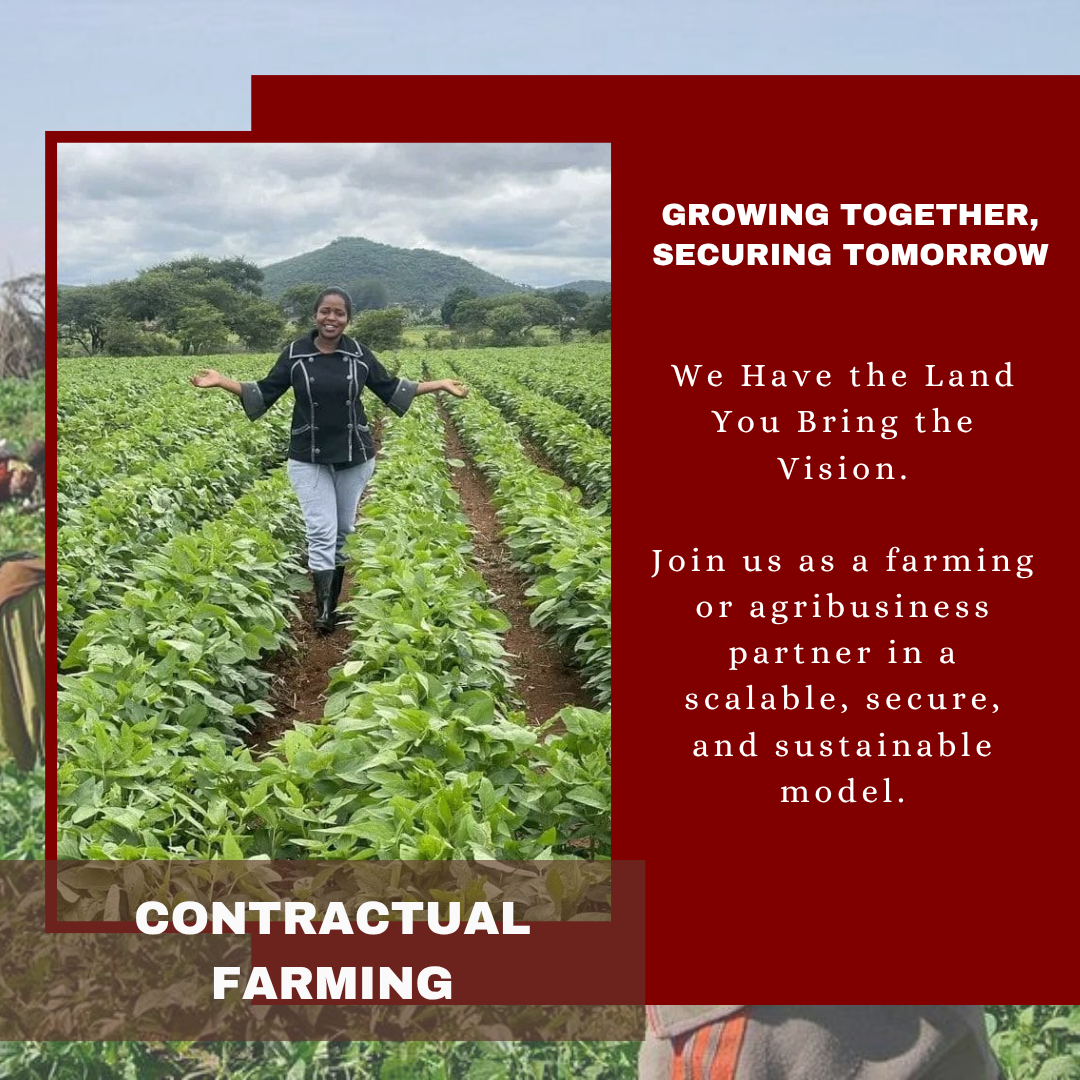 GROWING TOGETHER,
SECURING TOMORROW
We Have the Land
You Bring the
Vision.
Join us as a farming
or agribusiness
partner in a
scalable, secure,
and sustainable
model.
CONTRACTUAL
FARMING